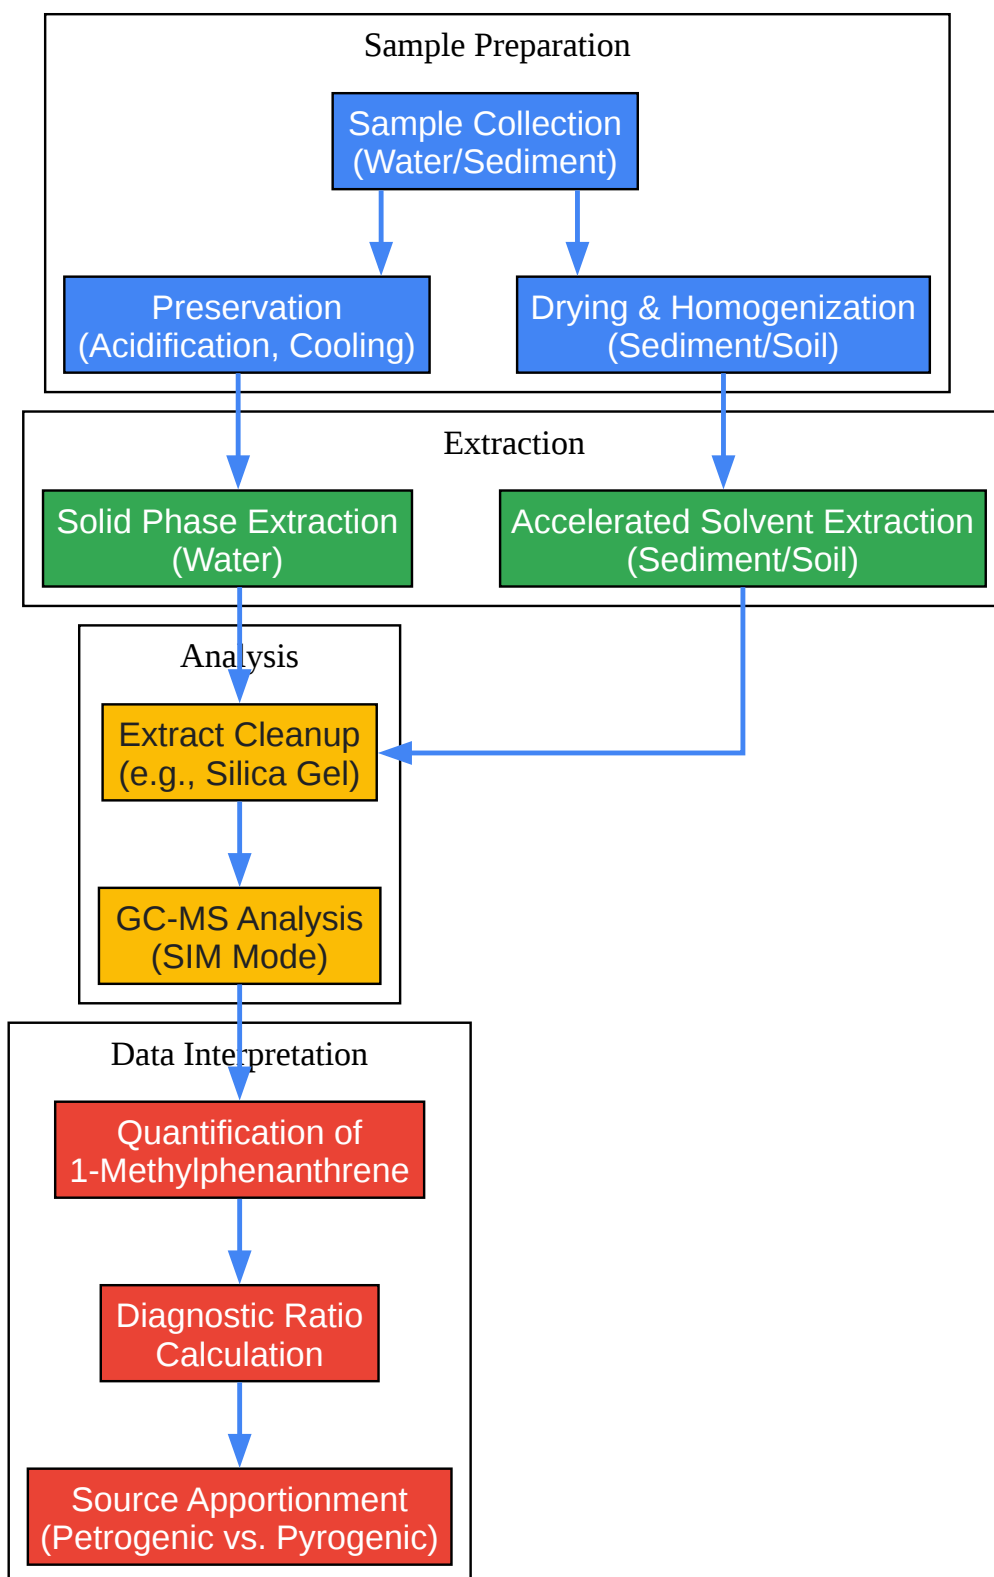 Sample Preparation
Sample Collection
(Water/Sediment)
Preservation
(Acidification, Cooling)
Drying & Homogenization
(Sediment/Soil)
Extraction
Solid Phase Extraction
(Water)
Accelerated Solvent Extraction
(Sediment/Soil)
Analysis
Extract Cleanup
(e.g., Silica Gel)
GC-MS Analysis
(SIM Mode)
Data Interpretation
Quantification of
1-Methylphenanthrene
Diagnostic Ratio
Calculation
Source Apportionment
(Petrogenic vs. Pyrogenic)